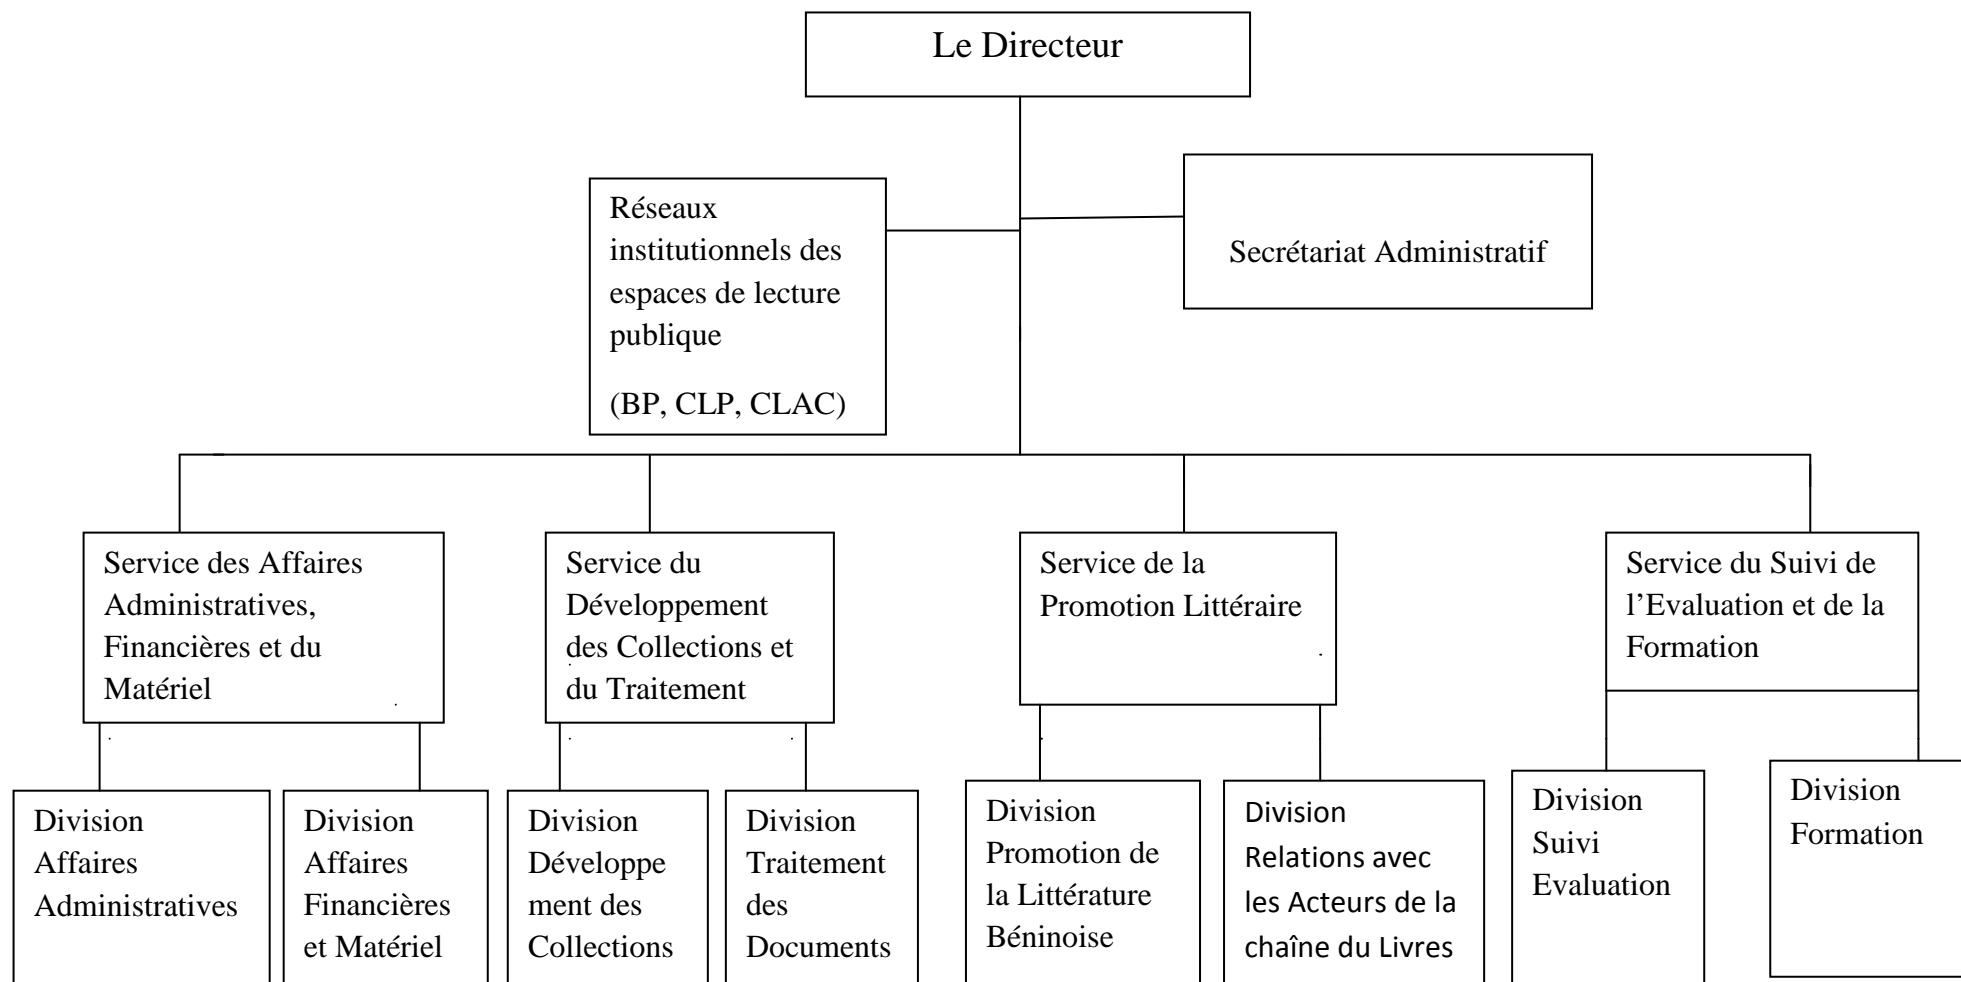 Le Directeur
Réseaux
institutionnels des
espaces de lecture
publique
(BP, CLP, CLAC)
Secrétariat Administratif
Service des Affaires
Administratives,
Financières et du
Matériel
Service du
Développement
des Collections et
du Traitement
Service de la
Promotion Littéraire
Service du Suivi de
l’Evaluation et de la
Formation
Division
Affaires
Administratives
Division
Affaires
Financières
et Matériel
Division
Développe
ment des
Collections
Division
Traitement
des
Documents
Division
Promotion de
la Littérature
Béninoise
Division
Relations avec
les Acteurs de la
chaîne du Livres
Division
Suivi
Evaluation
Division
Formation